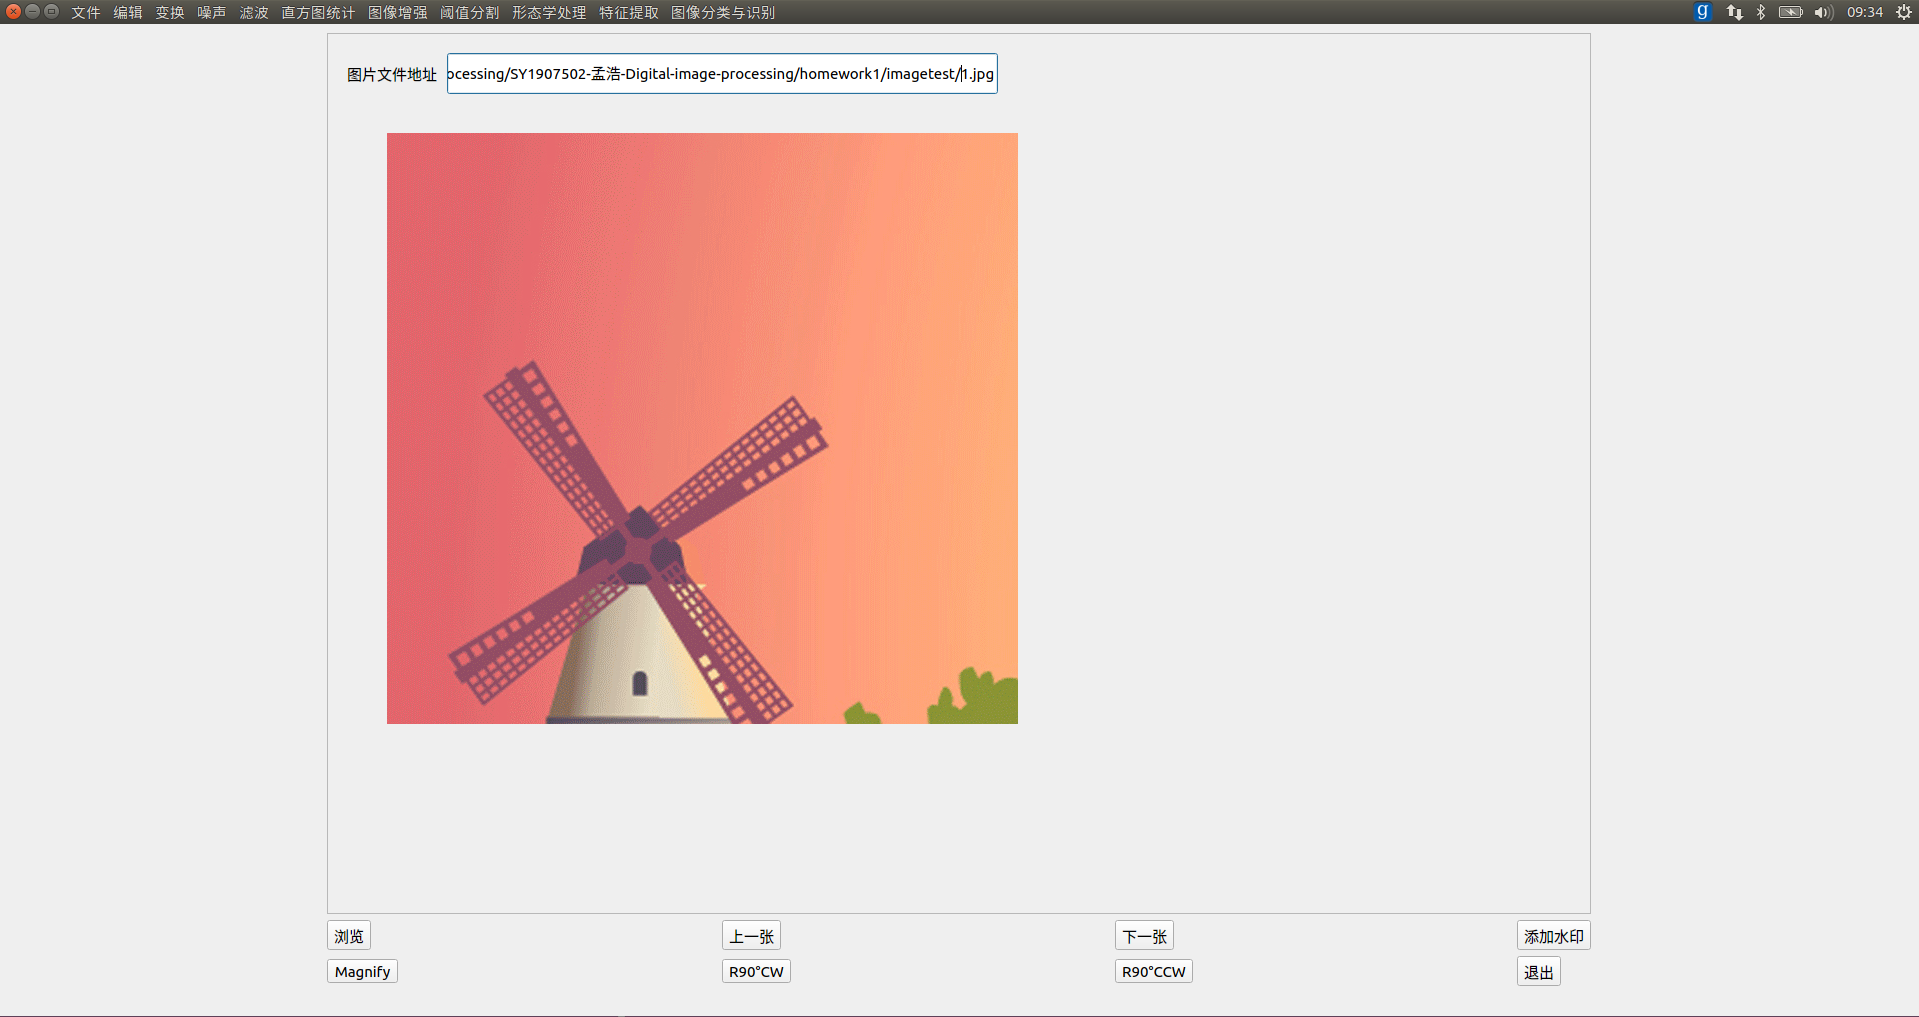 文件 编辑 变换 噪声 滤波 直方图统计 图像增强 阈值分割 形态学处理 特征提取 图像分类与识别 g 09:34
图片文件地址 ocessing/SY1907502-孟浩-Digital-image-processing/homework1/imagetest/1.jpg
浏览 上一张 下一张 添加水印
Magnify R90°CW R90°CCW 退出